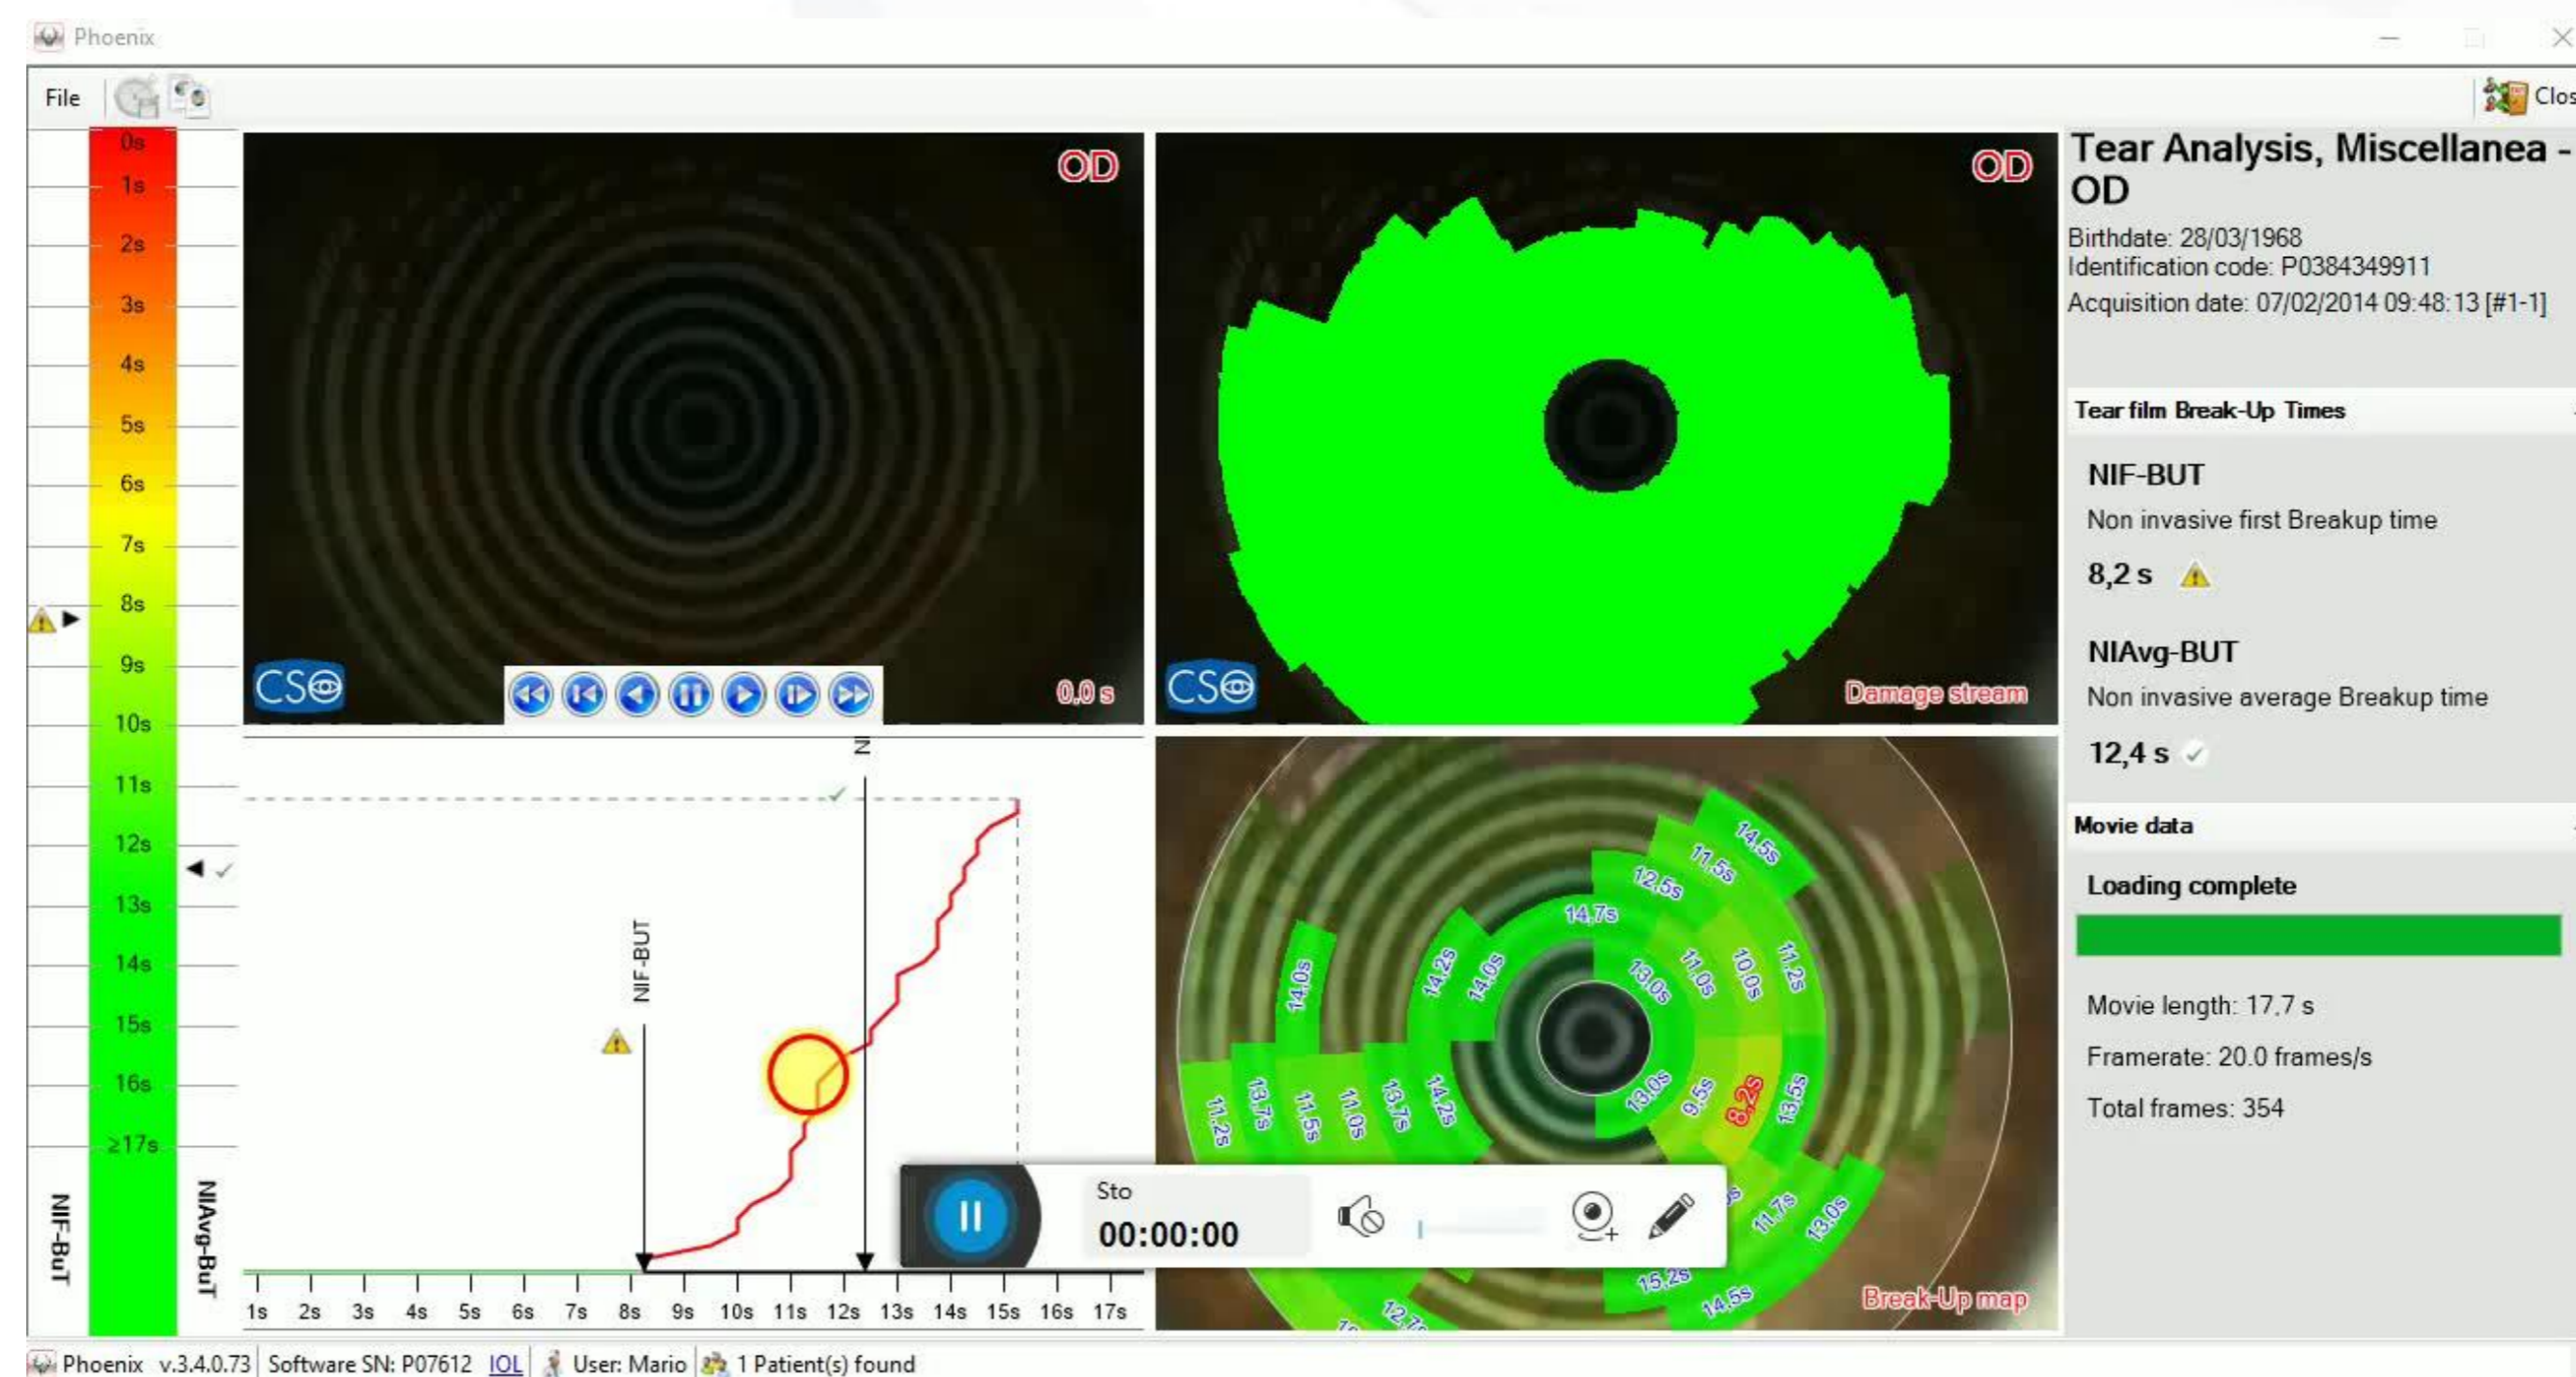 Phoenix
File
Clos
0s
1s
2s
3s
4s
5s
6s
7s
8s
9s
10s
11s
12s
13s
14s
15s
16s
≥17s
NIF-BuT
NIAvg-BuT
OD
CSO
0,0 s
OD
CSO
Damage stream
NIF-BUT
N
1s 2s 3s 4s 5s 6s 7s 8s 9s 10s 11s 12s 13s 14s 15s 16s 17s
14,5s
11,5s
12,5s
14,7s
14,0s
14,2s
14,0s
13,0s
11,0s
10,0s
11,2s
11,2s
13,7s
11,5s
11,0s
13,7s
14,2s
13,0s
9,5s
8,2s
13,5s
11,7s
13,0s
15,2s
14,5s
12,7s
Break-Up map
Sto
00:00:00
Tear Analysis, Miscellanea -
OD
Birthdate: 28/03/1968
Identification code: P0384349911
Acquisition date: 07/02/2014 09:48:13 [#1-1]
Tear film Break-Up Times
NIF-BUT
Non invasive first Breakup time
8,2 s
NIAvg-BUT
Non invasive average Breakup time
12,4 s
Movie data
Loading complete
Movie length: 17.7 s
Framerate: 20.0 frames/s
Total frames: 354
Phoenix v.3.4.0.73 Software SN: P07612 IOL User: Mario 1 Patient(s) found